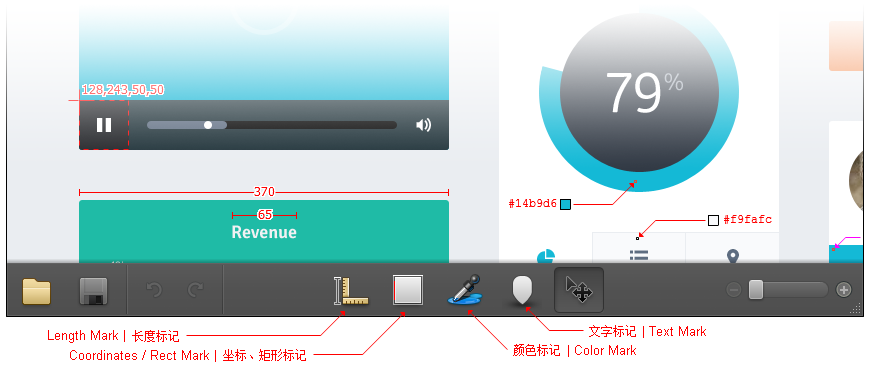 128,243,50,50
79%
370
#14b9d6
65
#f9fafc
Revenue
Length Mark | 长度标记
文字标记 | Text Mark
Coordinates / Rect Mark | 坐标、矩形标记
颜色标记 | Color Mark